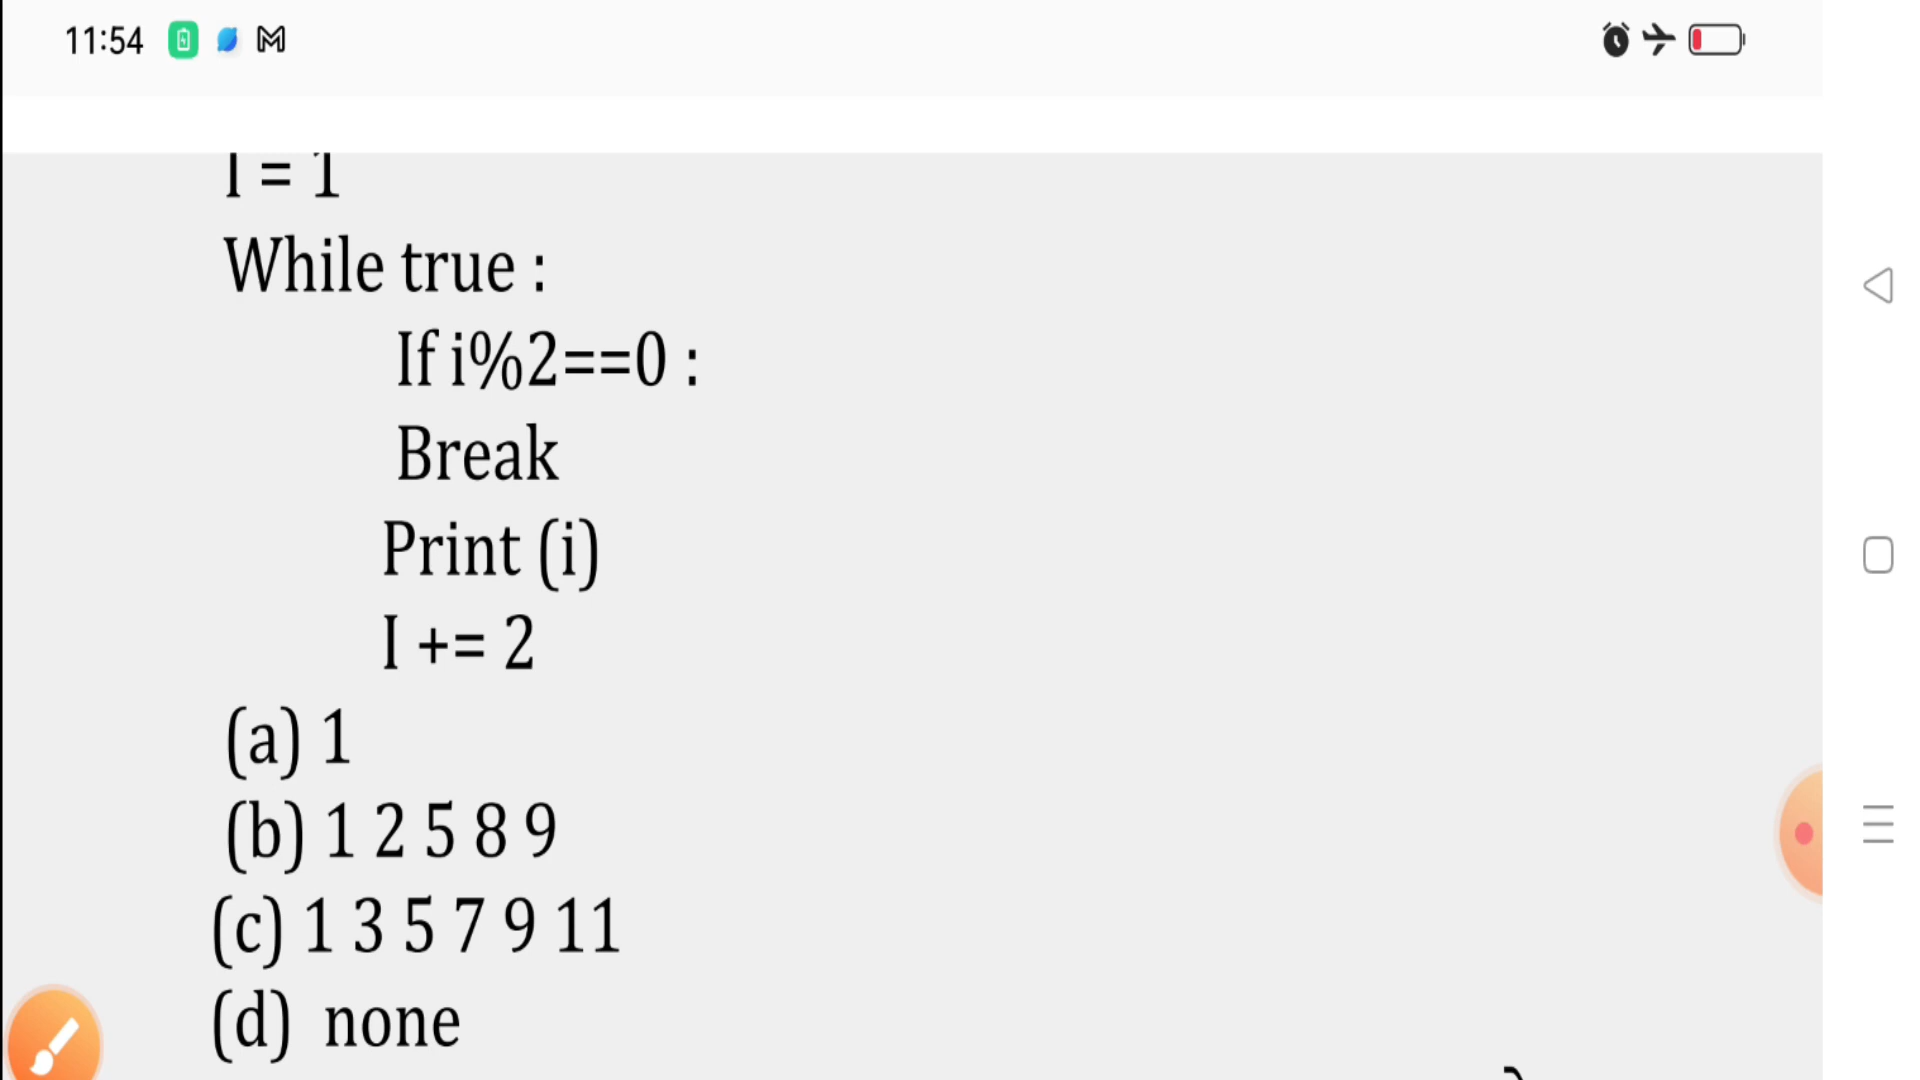 11:54
I = 1
While true :
If i%2==0 :
Break
Print (i)
I += 2
(a) 1
(b) 1 2 5 8 9
(c) 1 3 5 7 9 11
(d) none